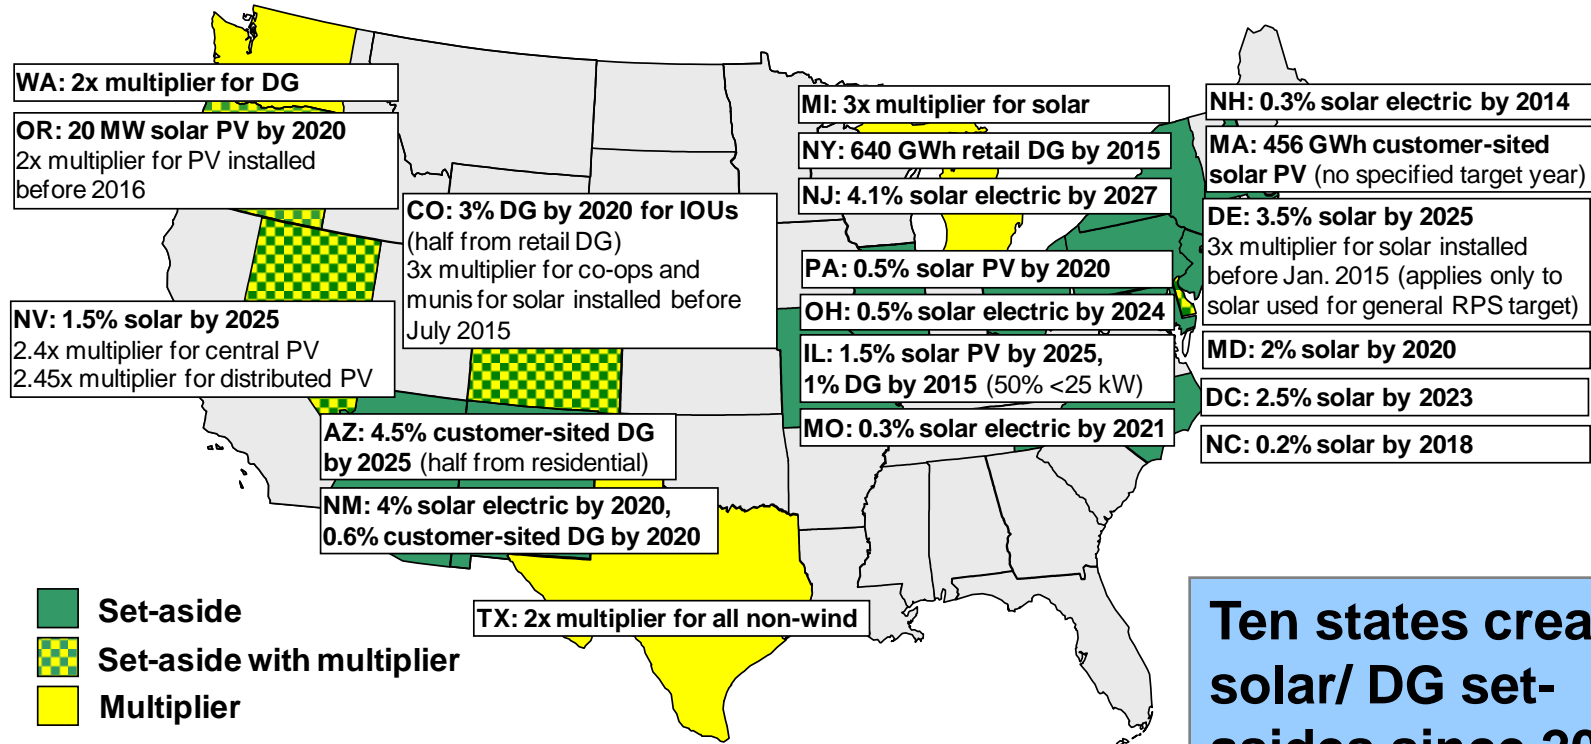 WA: 2x multiplier for DG
OR: 20 MW solar PV by 2020
2x multiplier for PV installed
before 2016
CO: 3% DG by 2020 for IOUs
(half from retail DG)
3x multiplier for co-ops and
munis for solar installed before
July 2015
NV: 1.5% solar by 2025
2.4x multiplier for central PV
2.45x multiplier for distributed PV
AZ: 4.5% customer-sited DG
by 2025 (half from residential)
NM: 4% solar electric by 2020,
0.6% customer-sited DG by 2020
TX: 2x multiplier for all non-wind
MI: 3x multiplier for solar
NY: 640 GWh retail DG by 2015
NJ: 4.1% solar electric by 2027
PA: 0.5% solar PV by 2020
OH: 0.5% solar electric by 2024
IL: 1.5% solar PV by 2025,
1% DG by 2015 (50% <25 kW)
MO: 0.3% solar electric by 2021
NH: 0.3% solar electric by 2014
MA: 456 GWh customer-sited
solar PV (no specified target year)
DE: 3.5% solar by 2025
3x multiplier for solar installed
before Jan. 2015 (applies only to
solar used for general RPS target)
MD: 2% solar by 2020
DC: 2.5% solar by 2023
NC: 0.2% solar by 2018
Set-aside
Set-aside with multiplier
Multiplier
Ten states crea
solar/ DG set-
asides since